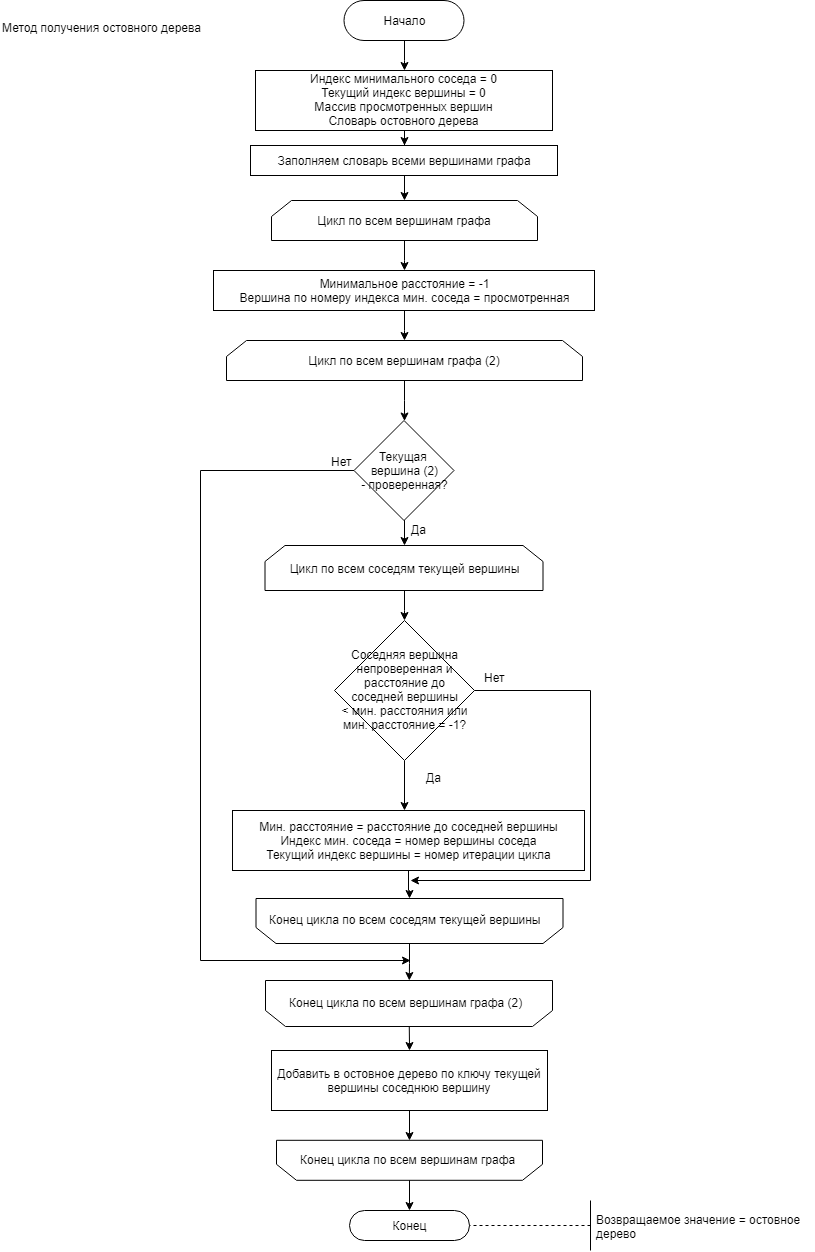 Начало
Метод получения остовного дерева
Индекс минимального соседа = 0
Текущий индекс вершины = 0
Массив просмотренных вершин
Словарь остовного дерева
Заполняем словарь всеми вершинами графа
Цикл по всем вершинам графа
Минимальное расстояние = -1
Вершина по номеру индекса мин. соседа = просмотренная
Цикл по всем вершинам графа (2)
Текущая
вершина (2)
- проверенная?
Нет
Да
Цикл по всем соседям текущей вершины
Соседняя вершина
непроверенная и
расстояние до
соседней вершины
< мин. расстояния или
мин. расстояние = -1?
Нет
Да
Мин. расстояние = расстояние до соседней вершины
Индекс мин. соседа = номер вершины соседа
Текущий индекс вершины = номер итерации цикла
Конец цикла по всем соседям текущей вершины
Конец цикла по всем вершинам графа (2)
Добавить в остовное дерево по ключу текущей
вершины соседнюю вершину
Конец цикла по всем вершинам графа
Конец
Возвращаемое значение = остовное
дерево